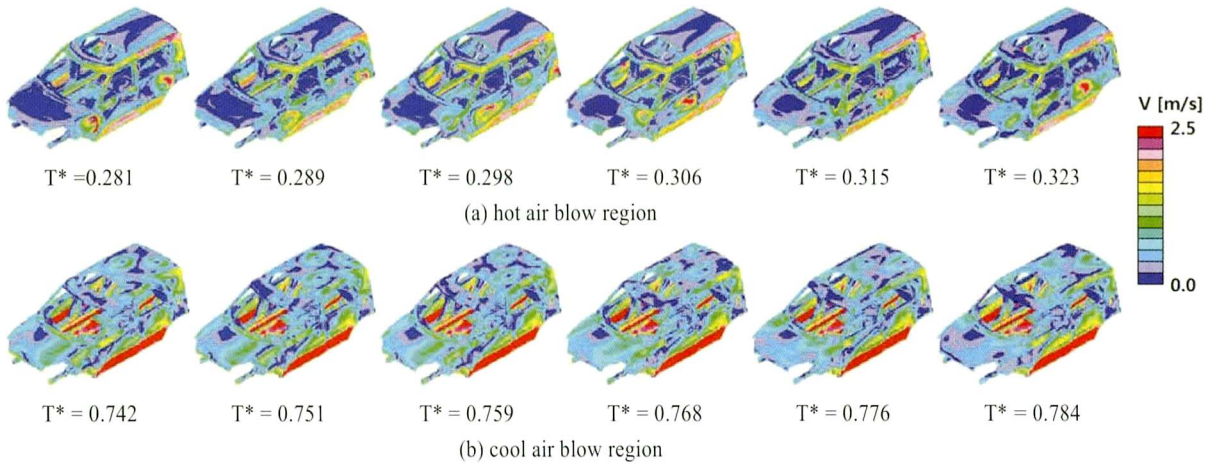 V [m/s]
2.5
0.0
T* =0.281 T* =0.289 T* = 0.298 T* = 0.306 T* = 0.315 T* = 0.323
(a) hot air blow region
T* = 0.742 T* = 0.751 T* = 0.759 T* = 0.768 T* = 0.776 T* = 0.784
(b) cool air blow region